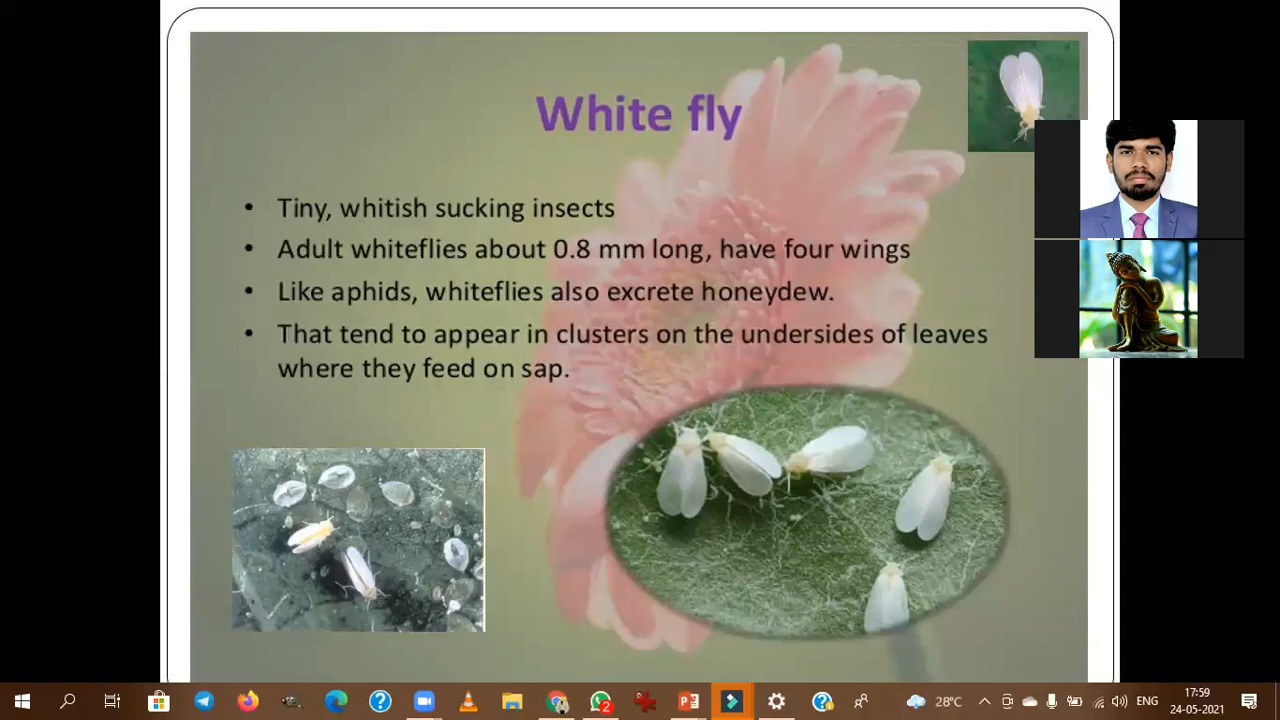 White fly
• Tiny, whitish sucking insects
• Adult whiteflies about 0.8 mm long, have four wings
• Like aphids, whiteflies also excrete honeydew.
• That tend to appear in clusters on the undersides of leaves
where they feed on sap.
2
28°C
ENG
17:59
24-05-2021